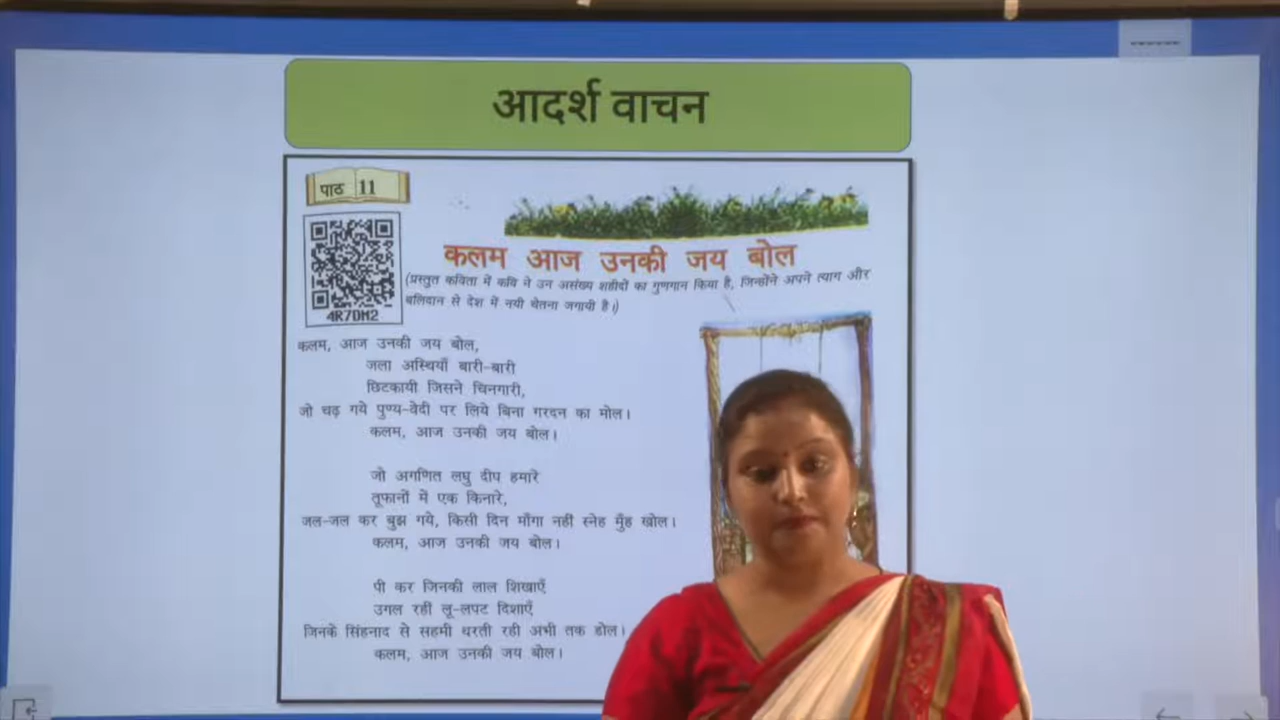 आदर्श वाचन
पाठ 11
4R7DM2
कलम आज उनकी जय बोल
(प्रस्तुत कविता में कवि ने उन असंख्य शहीदों का गुणगान किया है, जिन्होंने अपने त्याग और
बलिदान से देश में नयी चेतना जगायी है।)
कलम, आज उनकी जय बोल,
जला अस्थियाँ बारी-बारी
छिटकायी जिसने चिनगारी,
जो चढ़ गये पुण्य-वेदी पर लिये बिना गरदन का मोल।
कलम, आज उनकी जय बोल।
जो अगणित लघु दीप हमारे
तूफानों में एक किनारे,
जल-जल कर बुझ गये, किसी दिन माँगा नहीं स्नेह मुँह खोल।
कलम, आज उनकी जय बोल।
पी कर जिनकी लाल शिखाएँ
उगल रहीं लू-लपट दिशाएँ
जिनके सिंहनाद से सहमी धरती रही अभी तक डोल।
कलम, आज उनकी जय बोल।